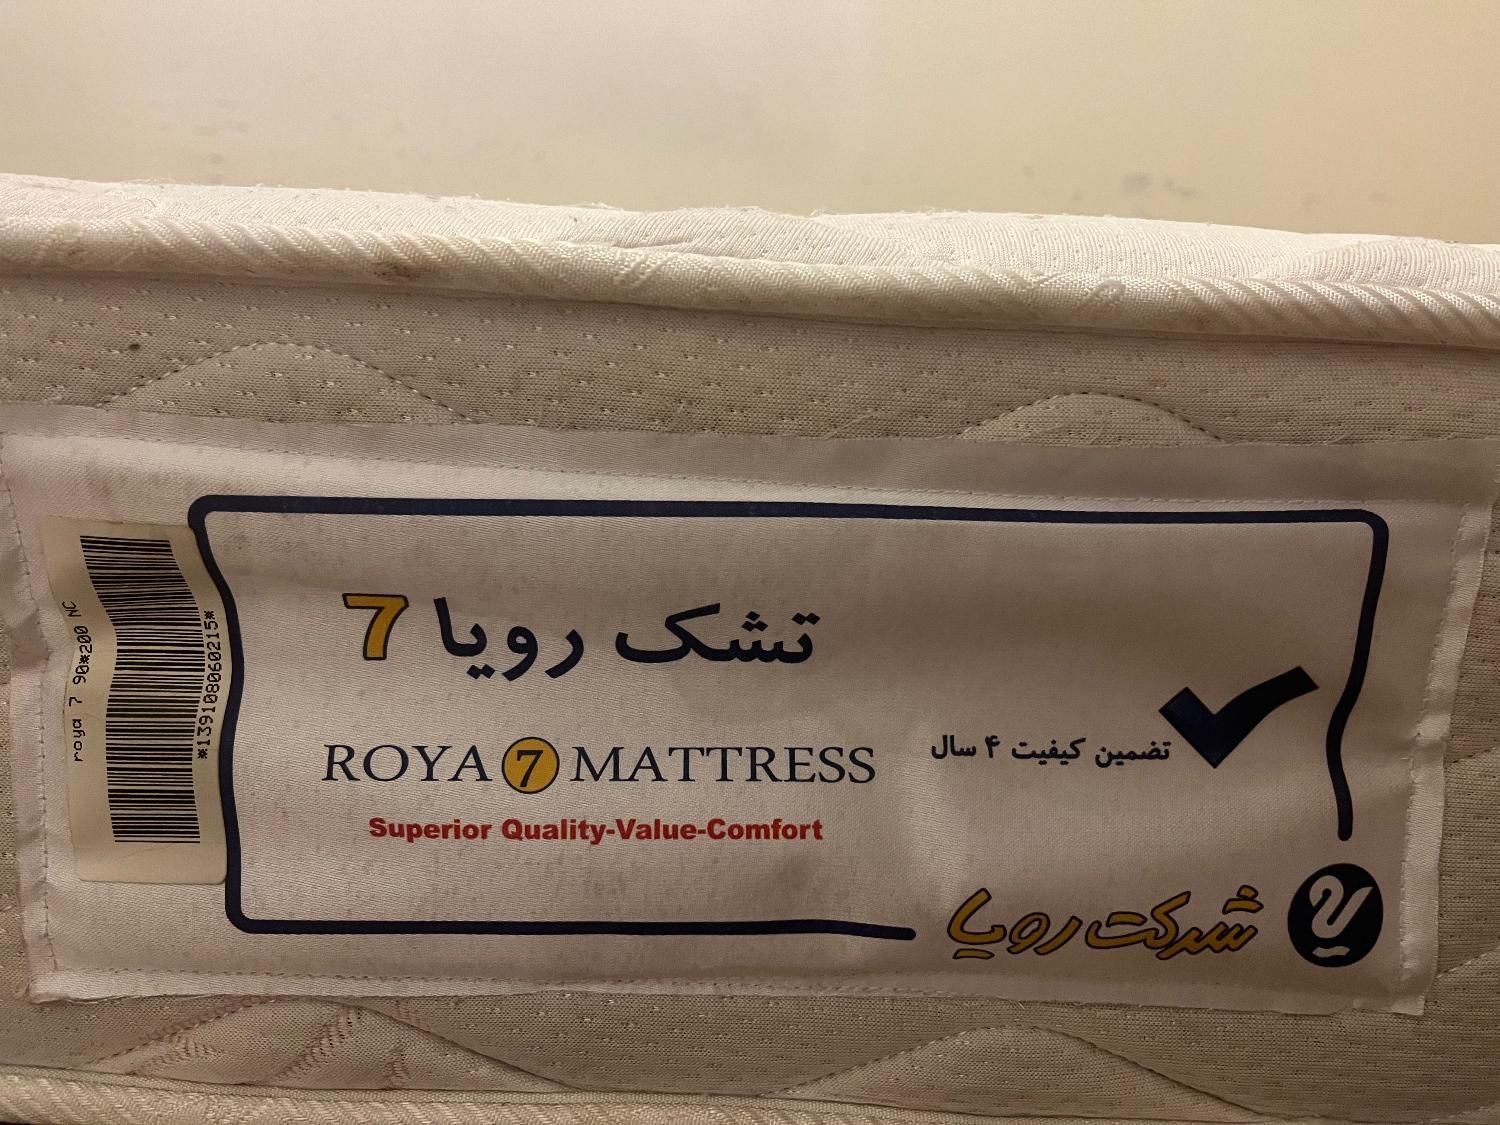 تشک رویا 7
ROYA 7 MATTRESS
Superior Quality-Value-Comfort
تضمین کیفیت ۴ سال
شرکت رویا
roya 7 90*200 NC
*139108060215*